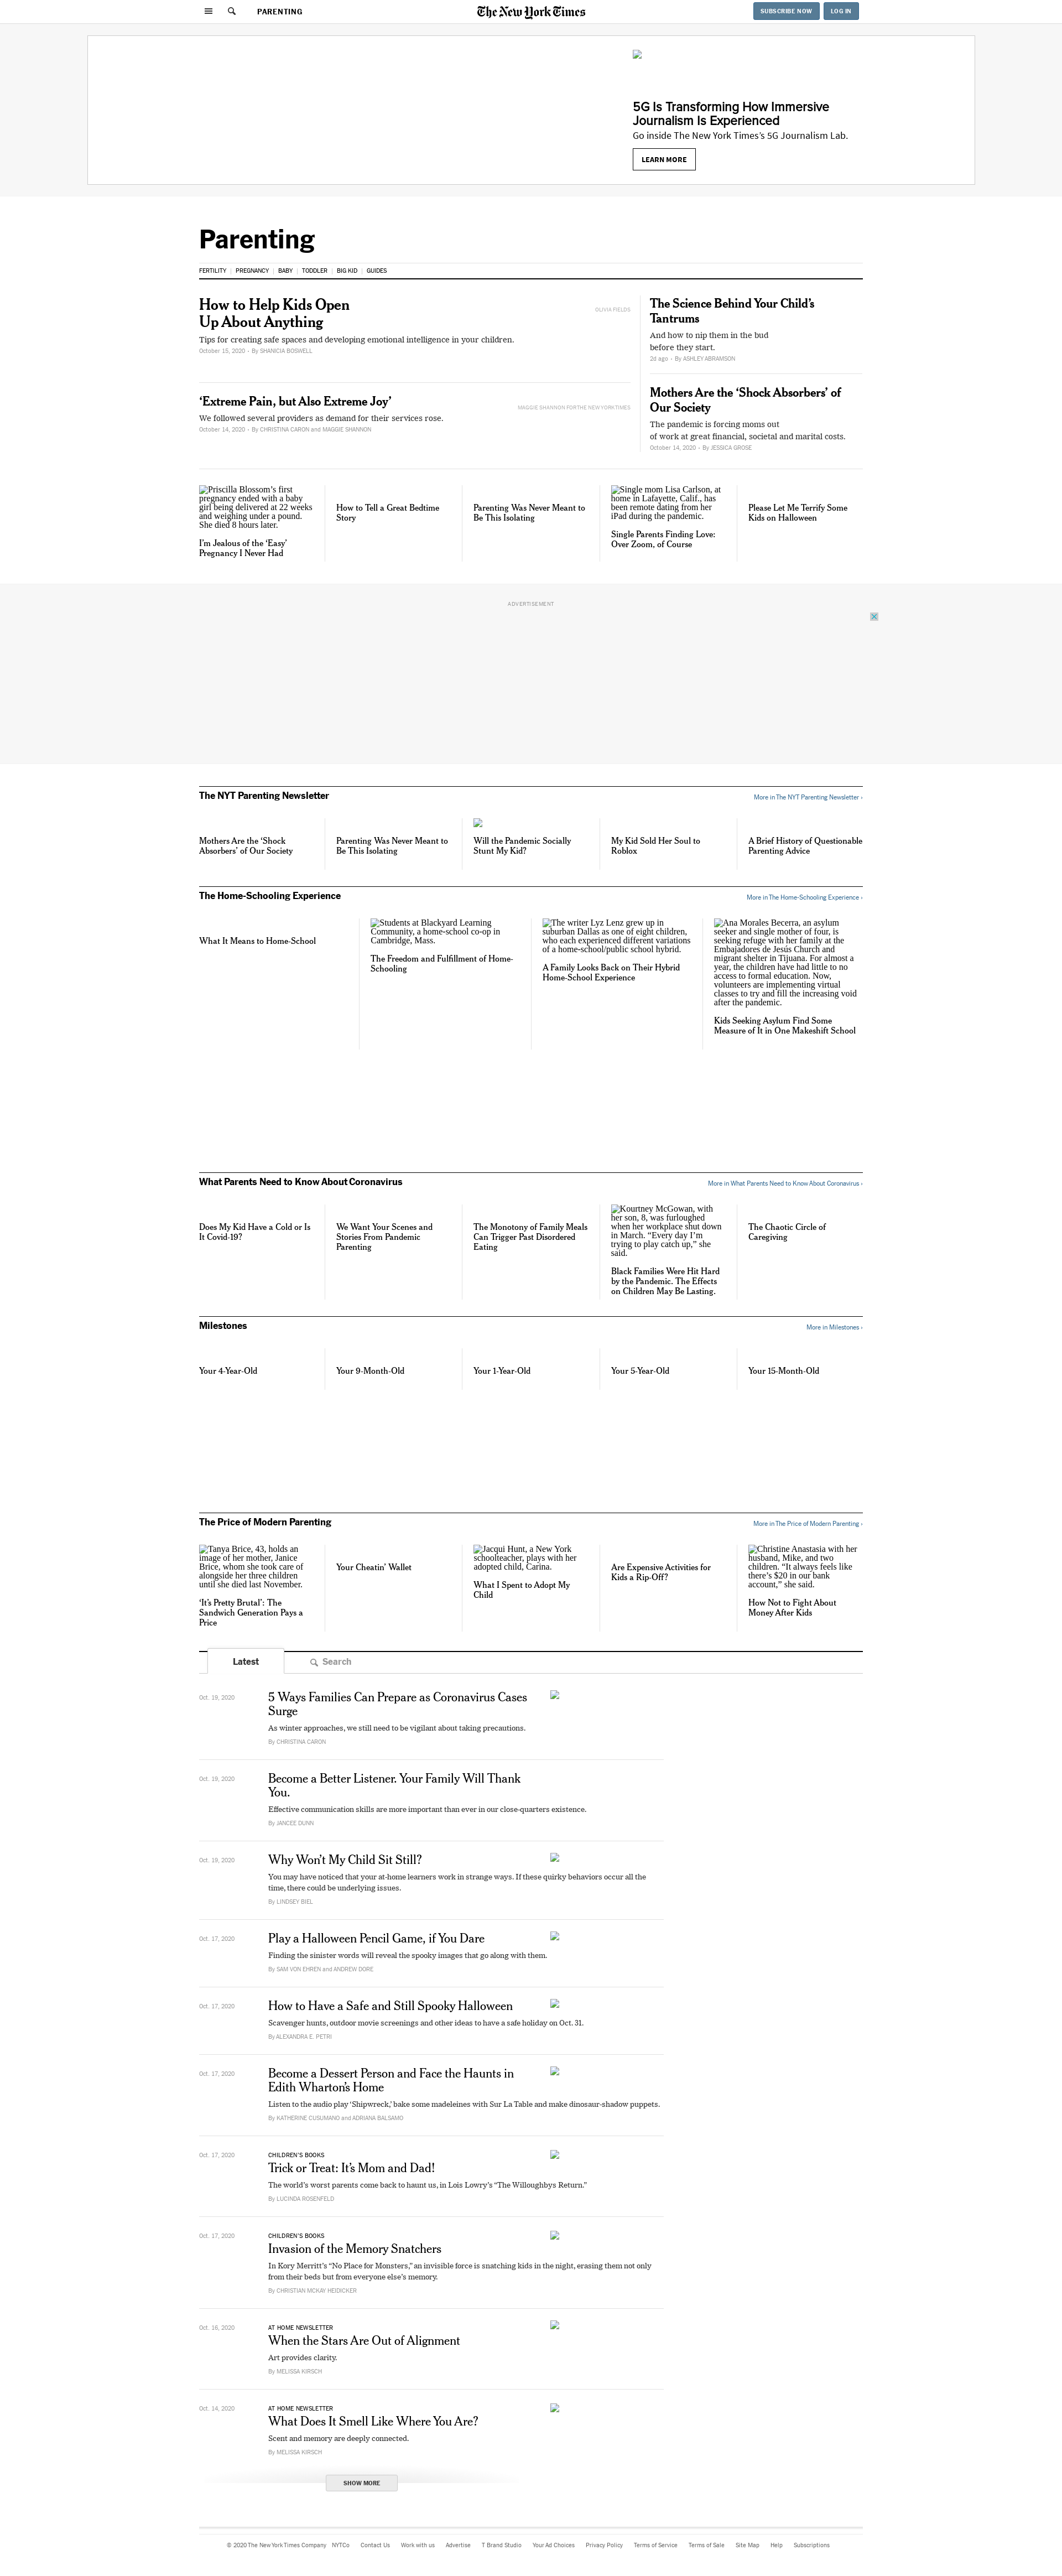 PARENTING
The New York Times
SUBSCRIBE NOW
LOG IN
5G Is Transforming How Immersive
Journalism Is Experienced
Go inside The New York Times's 5G Journalism Lab.
LEARN MORE
Parenting
FERTILITY
PREGNANCY
BABY
TODDLER
BIG KID
GUIDES
How to Help Kids Open
Up About Anything
Tips for creating safe spaces and developing emotional intelligence in your children.
October 15, 2020 • By SHANICIA BOSWELL
OLIVIA FIELDS
‘Extreme Pain, but Also Extreme Joy’
We followed several providers as demand for their services rose.
October 14, 2020 • By CHRISTINA CARON and MAGGIE SHANNON
MAGGIE SHANNON FOR THE NEW YORK TIMES
The Science Behind Your Child’s
Tantrums
And how to nip them in the bud
before they start.
2d ago • By ASHLEY ABRAMSON
Mothers Are the ‘Shock Absorbers’ of
Our Society
The pandemic is forcing moms out
of work at great financial, societal and marital costs.
October 14, 2020 • By JESSICA GROSE
Priscilla Blossom’s first
pregnancy ended with a baby
girl being delivered at 22 weeks
and weighing under a pound.
She died 8 hours later.
I’m Jealous of the ‘Easy’
Pregnancy I Never Had
How to Tell a Great Bedtime
Story
Parenting Was Never Meant to
Be This Isolating
Single mom Lisa Carlson, at
home in Lafayette, Calif., has
been remote dating from her
iPad during the pandemic.
Single Parents Finding Love:
Over Zoom, of Course
Please Let Me Terrify Some
Kids on Halloween
ADVERTISEMENT
The NYT Parenting Newsletter
More in The NYT Parenting Newsletter ›
Mothers Are the ‘Shock
Absorbers’ of Our Society
Parenting Was Never Meant to
Be This Isolating
Will the Pandemic Socially
Stunt My Kid?
My Kid Sold Her Soul to
Roblox
A Brief History of Questionable
Parenting Advice
The Home-Schooling Experience
More in The Home-Schooling Experience ›
What It Means to Home-School
Students at Blackyard Learning
Community, a home-school co-op in
Cambridge, Mass.
The Freedom and Fulfillment of Home-
Schooling
The writer Lyz Lenz grew up in
suburban Dallas as one of eight children,
who each experienced different variations
of a home-school/public school hybrid.
A Family Looks Back on Their Hybrid
Home-School Experience
Ana Morales Becerra, an asylum
seeker and single mother of four, is
seeking refuge with her family at the
Embajadores de Jesús Church and
migrant shelter in Tijuana. For almost a
year, the children have had little to no
access to formal education. Now,
volunteers are implementing virtual
classes to try and fill the increasing void
after the pandemic.
Kids Seeking Asylum Find Some
Measure of It in One Makeshift School
What Parents Need to Know About Coronavirus
More in What Parents Need to Know About Coronavirus ›
Does My Kid Have a Cold or Is
It Covid-19?
We Want Your Scenes and
Stories From Pandemic
Parenting
The Monotony of Family Meals
Can Trigger Past Disordered
Eating
Kourtney McGowan, with
her son, 8, was furloughed
when her workplace shut down
in March. “Every day I’m
trying to play catch up,” she
said.
Black Families Were Hit Hard
by the Pandemic. The Effects
on Children May Be Lasting.
The Chaotic Circle of
Caregiving
Milestones
More in Milestones ›
Your 4-Year-Old
Your 9-Month-Old
Your 1-Year-Old
Your 5-Year-Old
Your 15-Month-Old
The Price of Modern Parenting
More in The Price of Modern Parenting ›
Tanya Brice, 43, holds an
image of her mother, Janice
Brice, whom she took care of
alongside her three children
until she died last November.
‘It’s Pretty Brutal’: The
Sandwich Generation Pays a
Price
Your Cheatin’ Wallet
Jacqui Hunt, a New York
schoolteacher, plays with her
adopted child, Carina.
What I Spent to Adopt My
Child
Are Expensive Activities for
Kids a Rip-Off?
Christine Anastasia with her
husband, Mike, and two
children. “It always feels like
there’s $20 in our bank
account,” she said.
How Not to Fight About
Money After Kids
Latest
Search
Oct. 19, 2020
5 Ways Families Can Prepare as Coronavirus Cases
Surge
As winter approaches, we still need to be vigilant about taking precautions.
By CHRISTINA CARON
Oct. 19, 2020
Become a Better Listener. Your Family Will Thank
You.
Effective communication skills are more important than ever in our close-quarters existence.
By JANCEE DUNN
Oct. 19, 2020
Why Won’t My Child Sit Still?
You may have noticed that your at-home learners work in strange ways. If these quirky behaviors occur all the
time, there could be underlying issues.
By LINDSEY BIEL
Oct. 17, 2020
Play a Halloween Pencil Game, if You Dare
Finding the sinister words will reveal the spooky images that go along with them.
By SAM VON EHREN and ANDREW DORE
Oct. 17, 2020
How to Have a Safe and Still Spooky Halloween
Scavenger hunts, outdoor movie screenings and other ideas to have a safe holiday on Oct. 31.
By ALEXANDRA E. PETRI
Oct. 17, 2020
Become a Dessert Person and Face the Haunts in
Edith Wharton’s Home
Listen to the audio play ‘Shipwreck,’ bake some madeleines with Sur La Table and make dinosaur-shadow puppets.
By KATHERINE CUSUMANO and ADRIANA BALSAMO
Oct. 17, 2020
CHILDREN’S BOOKS
Trick or Treat: It’s Mom and Dad!
The world’s worst parents come back to haunt us, in Lois Lowry’s “The Willoughbys Return.”
By LUCINDA ROSENFELD
Oct. 17, 2020
CHILDREN’S BOOKS
Invasion of the Memory Snatchers
In Kory Merritt’s “No Place for Monsters,” an invisible force is snatching kids in the night, erasing them not only
from their beds but from everyone else’s memory.
By CHRISTIAN MCKAY HEIDICKER
Oct. 16, 2020
AT HOME NEWSLETTER
When the Stars Are Out of Alignment
Art provides clarity.
By MELISSA KIRSCH
Oct. 14, 2020
AT HOME NEWSLETTER
What Does It Smell Like Where You Are?
Scent and memory are deeply connected.
By MELISSA KIRSCH
SHOW MORE
© 2020 The New York Times Company
NYTCo
Contact Us
Work with us
Advertise
T Brand Studio
Your Ad Choices
Privacy Policy
Terms of Service
Terms of Sale
Site Map
Help
Subscriptions